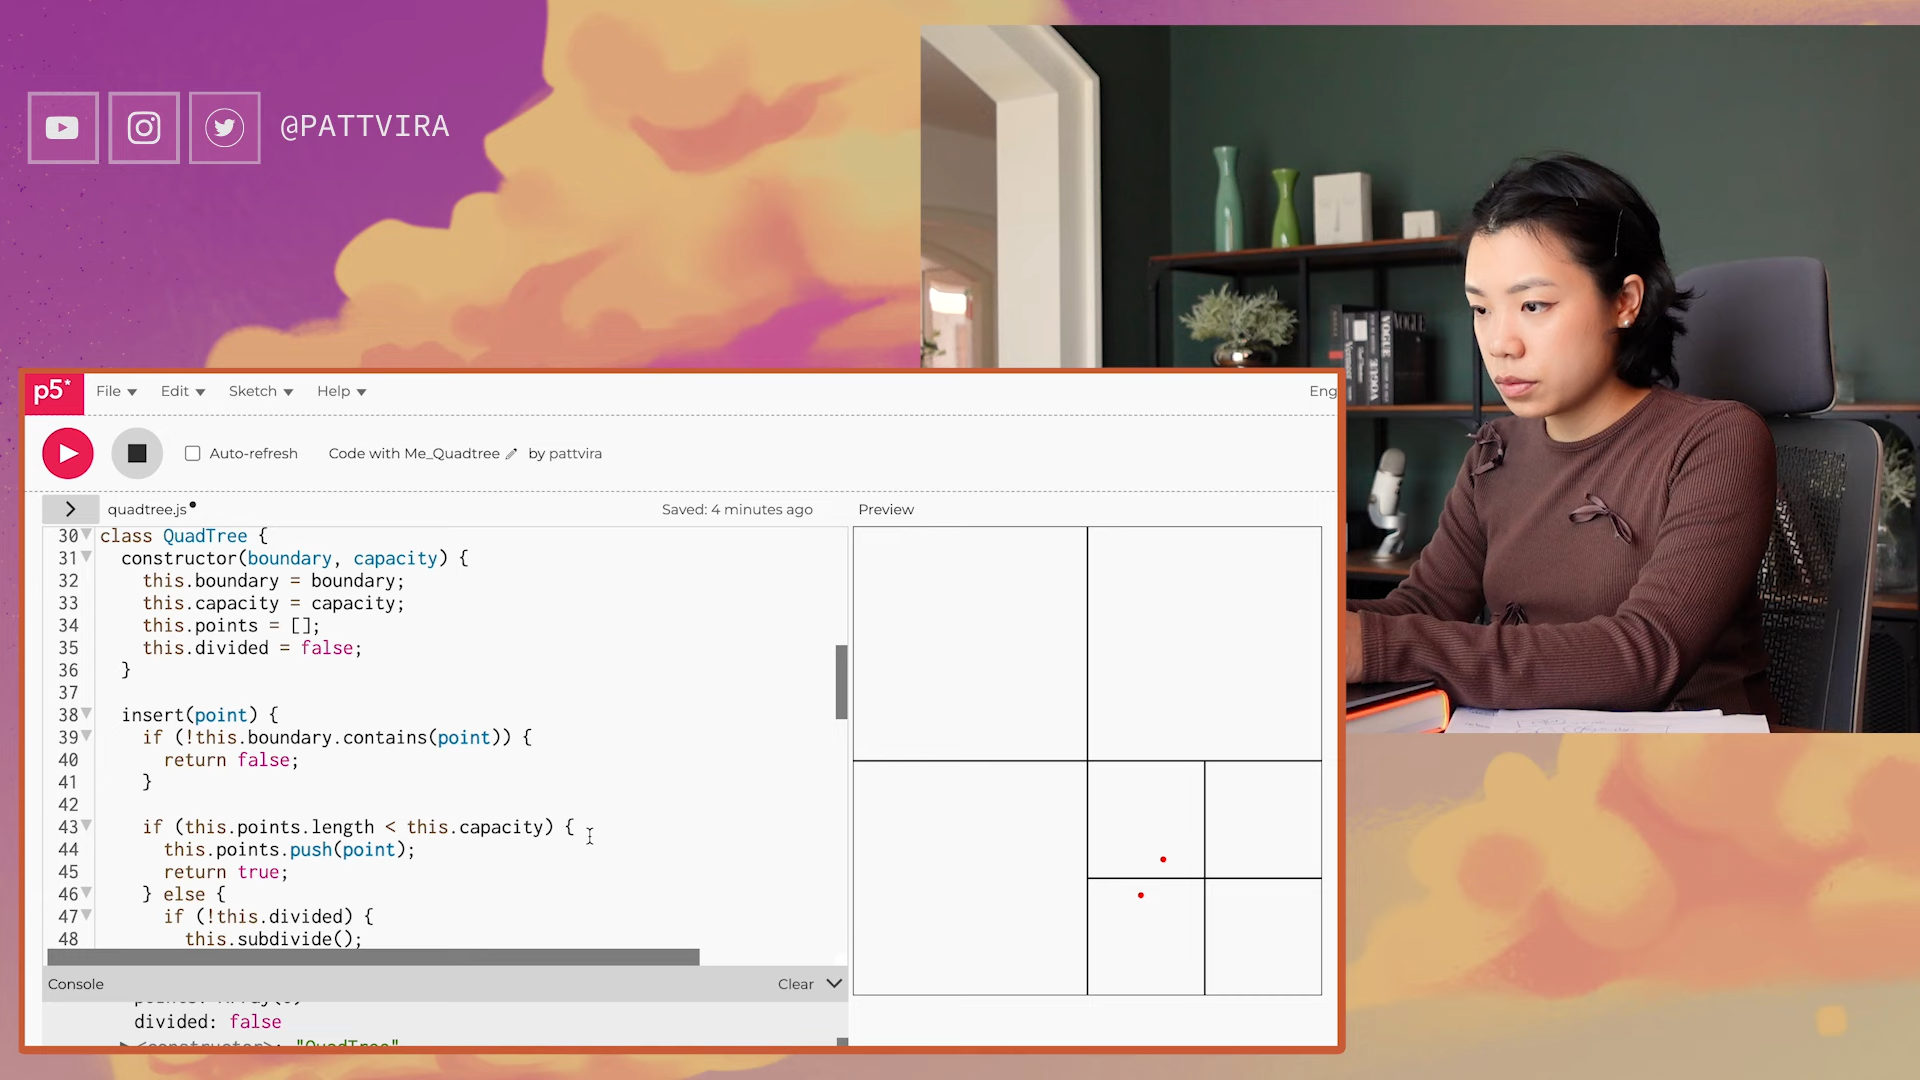 @PATTVIRA
VOGUE
VOGUE
p5*
File
Edit
Sketch
Help
Eng
Auto-refresh
Code with Me_Quadtree
by pattvira
quadtree.js
Saved: 4 minutes ago
Preview
30 class QuadTree {
31 constructor(boundary, capacity) {
32 this.boundary = boundary;
33 this.capacity = capacity;
34 this.points = [];
35 this.divided = false;
36 }
37
38 insert(point) {
39 if (!this.boundary.contains(point)) {
40 return false;
41 }
42
43 if (this.points.length < this.capacity) {
44 this.points.push(point);
45 return true;
46 } else {
47 if (!this.divided) {
48 this.subdivide();
Console
Clear
divided: false
<constructor>: "QuadTree"